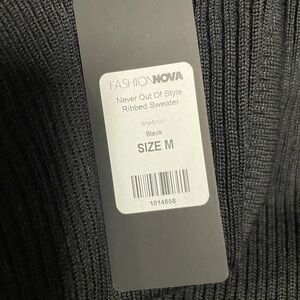 FASHIONNOVA
Never Out Of Style
Ribbed Sweater
Black
SIZE M
1014658